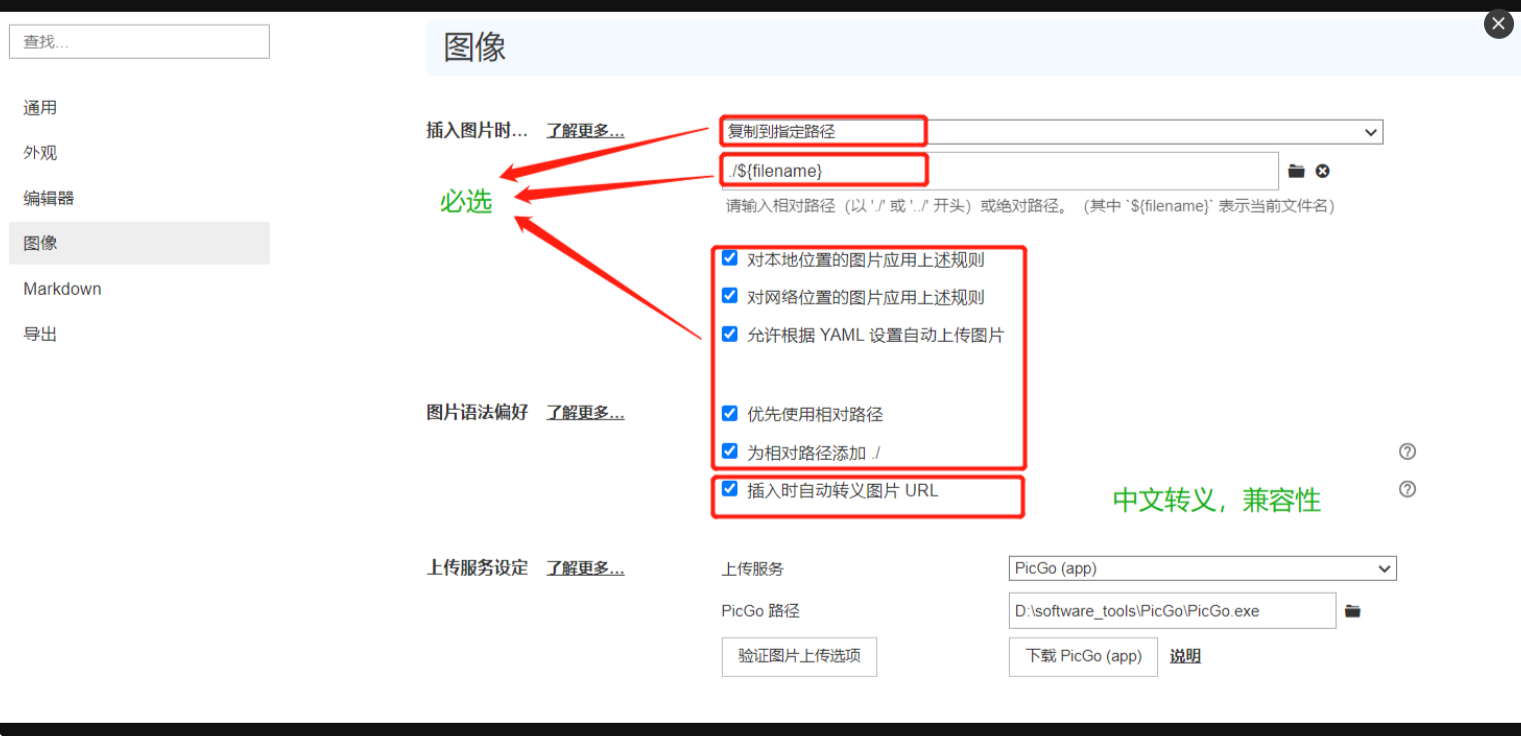 查找...
图像
通用
外观
编辑器
图像
Markdown
导出
插入图片时... 了解更多... 复制到指定路径
./${filename}
必选
请输入相对路径（以 './' 或 '../' 开头）或绝对路径。 （其中 `${filename}` 表示当前文件名）
对本地位置的图片应用上述规则
对网络位置的图片应用上述规则
允许根据 YAML 设置自动上传图片
图片语法偏好 了解更多... 优先使用相对路径
为相对路径添加 ./
插入时自动转义图片 URL
中文转义，兼容性
上传服务设定 了解更多... 上传服务 PicGo (app)
PicGo 路径 D:\software_tools\PicGo\PicGo.exe
验证图片上传选项 下载 PicGo (app) 说明